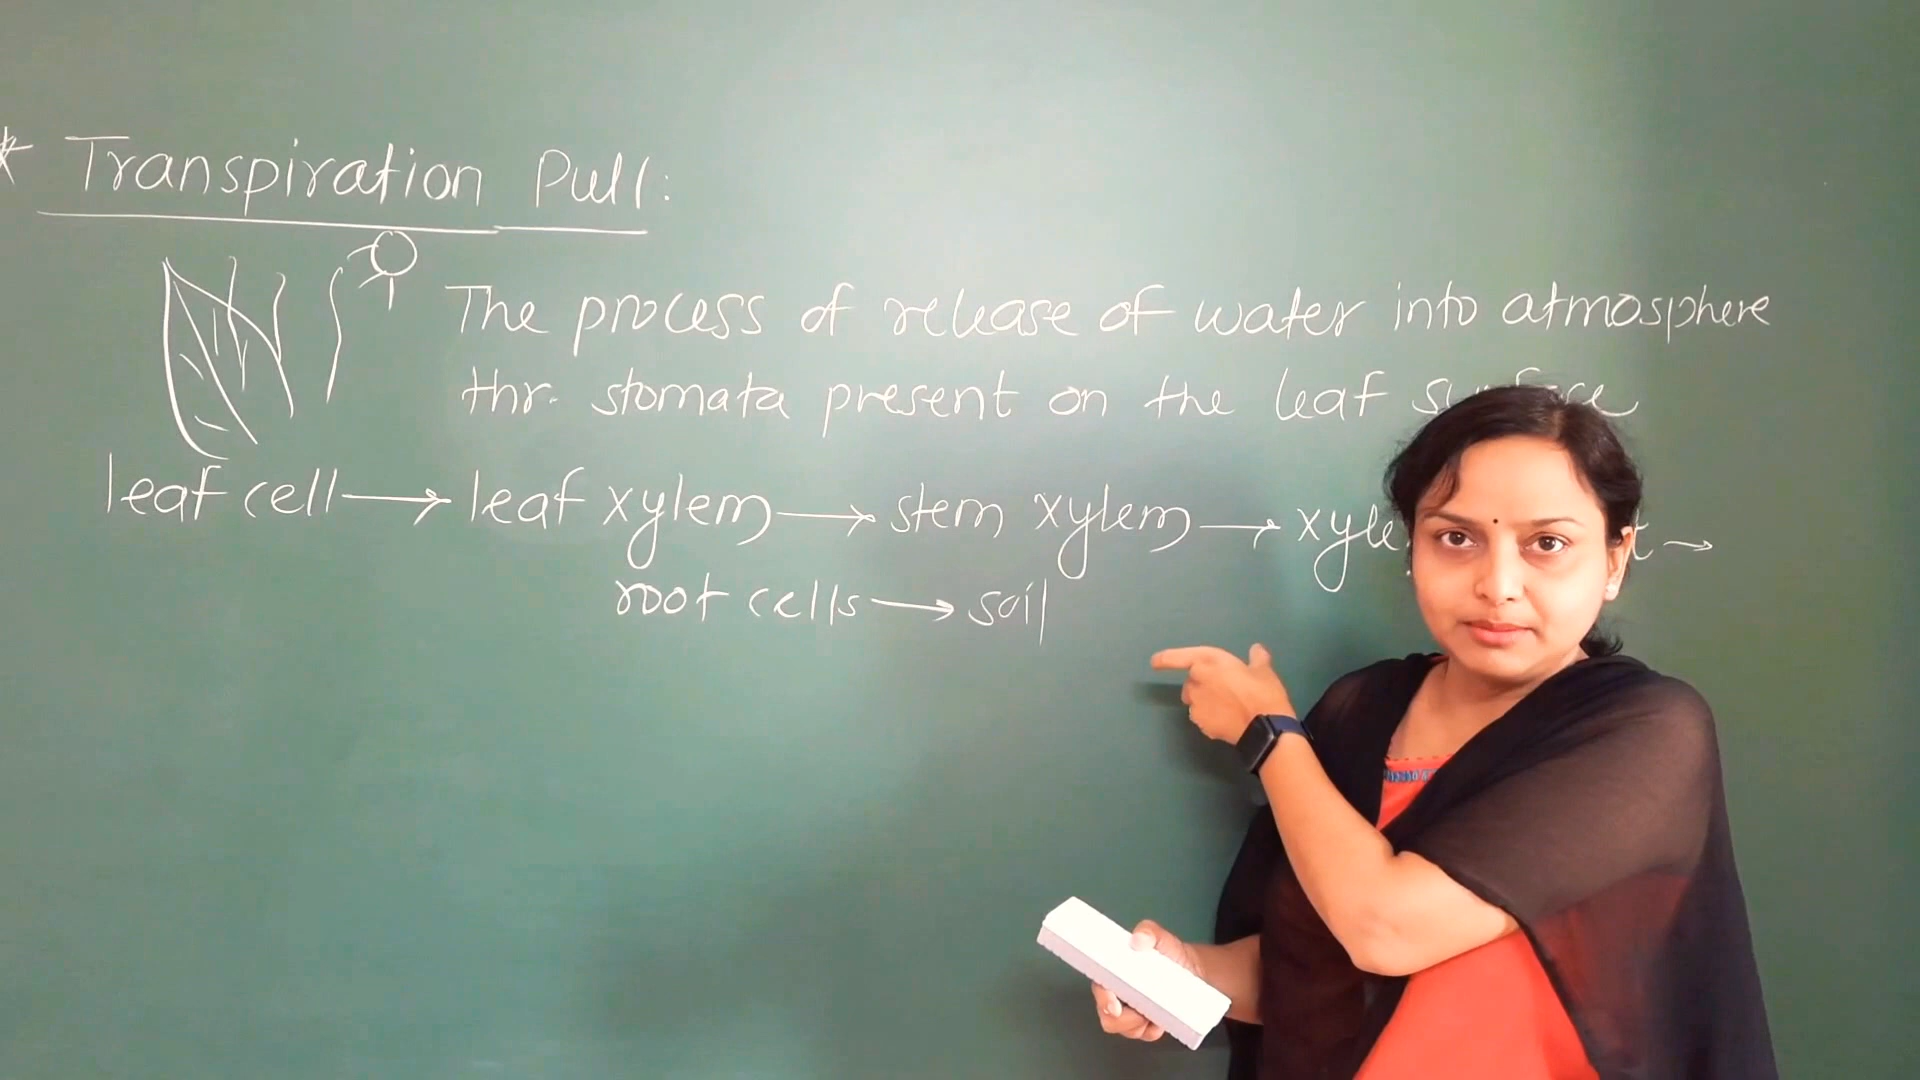 * Transpiration Pull:
The process of release of water into atmosphere
thr. stomata present on the leaf surface
leaf cell → leaf xylem → stem xylem → →
root cells → soil